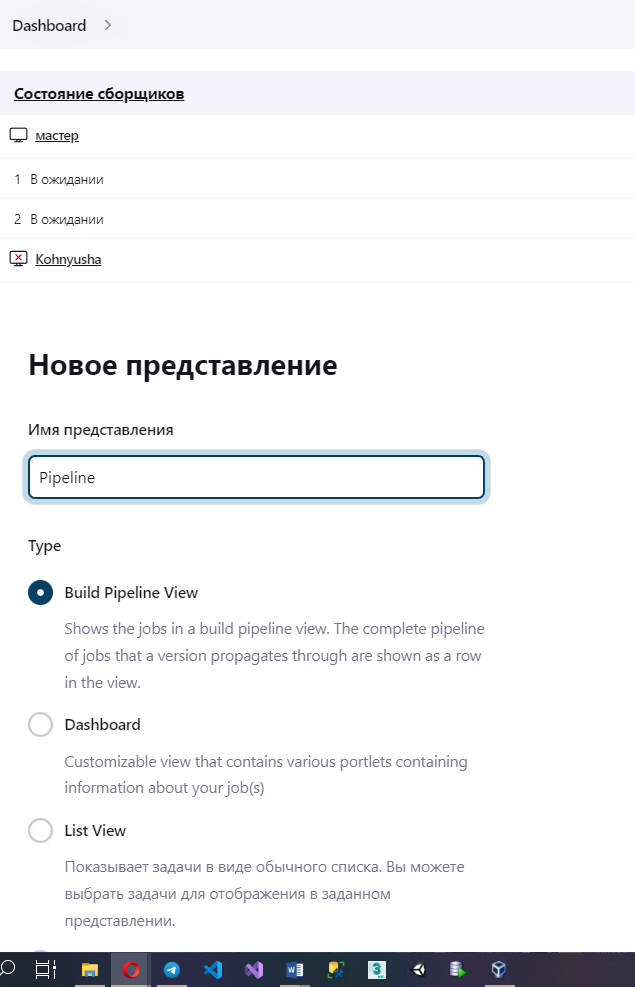 Dashboard
Состояние сборщиков
мастер
1 В ожидании
2 В ожидании
Kohnyusha
Новое представление
Имя представления
Pipeline
Type
Build Pipeline View
Shows the jobs in a build pipeline view. The complete pipeline
of jobs that a version propagates through are shown as a row
in the view.
Dashboard
Customizable view that contains various portlets containing
information about your job(s)
List View
Показывает задачи в виде обычного списка. Вы можете
выбрать задачи для отображения в заданном
представлении.